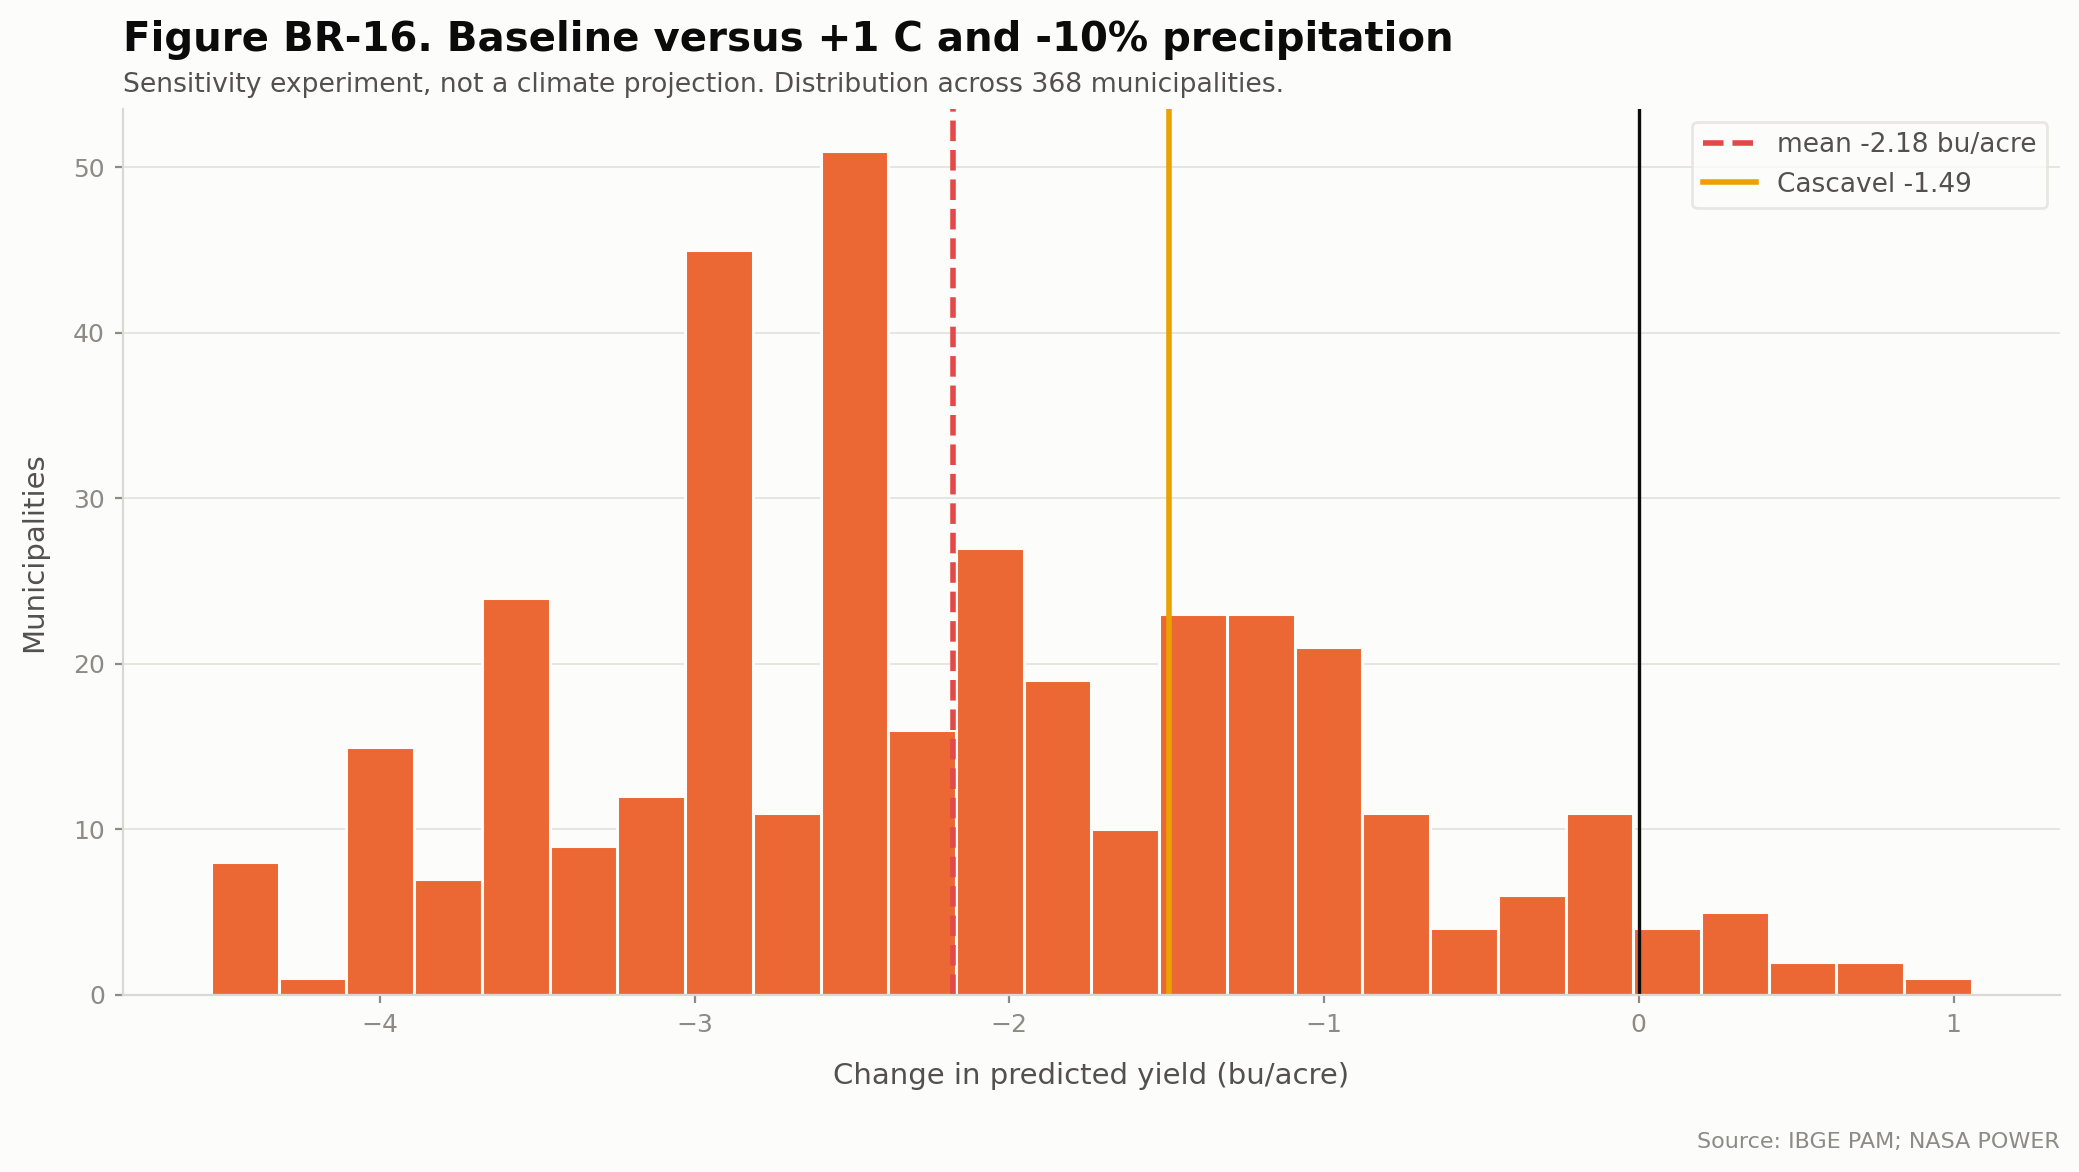 Figure BR-16. Baseline versus +1 C and -10% precipitation
Sensitivity experiment, not a climate projection. Distribution across 368 municipalities.
mean -2.18 bu/acre
Cascavel -1.49
50
40
30
20
10
0
Municipalities
−4
−3
−2
−1
0
1
Change in predicted yield (bu/acre)
Source: IBGE PAM; NASA POWER